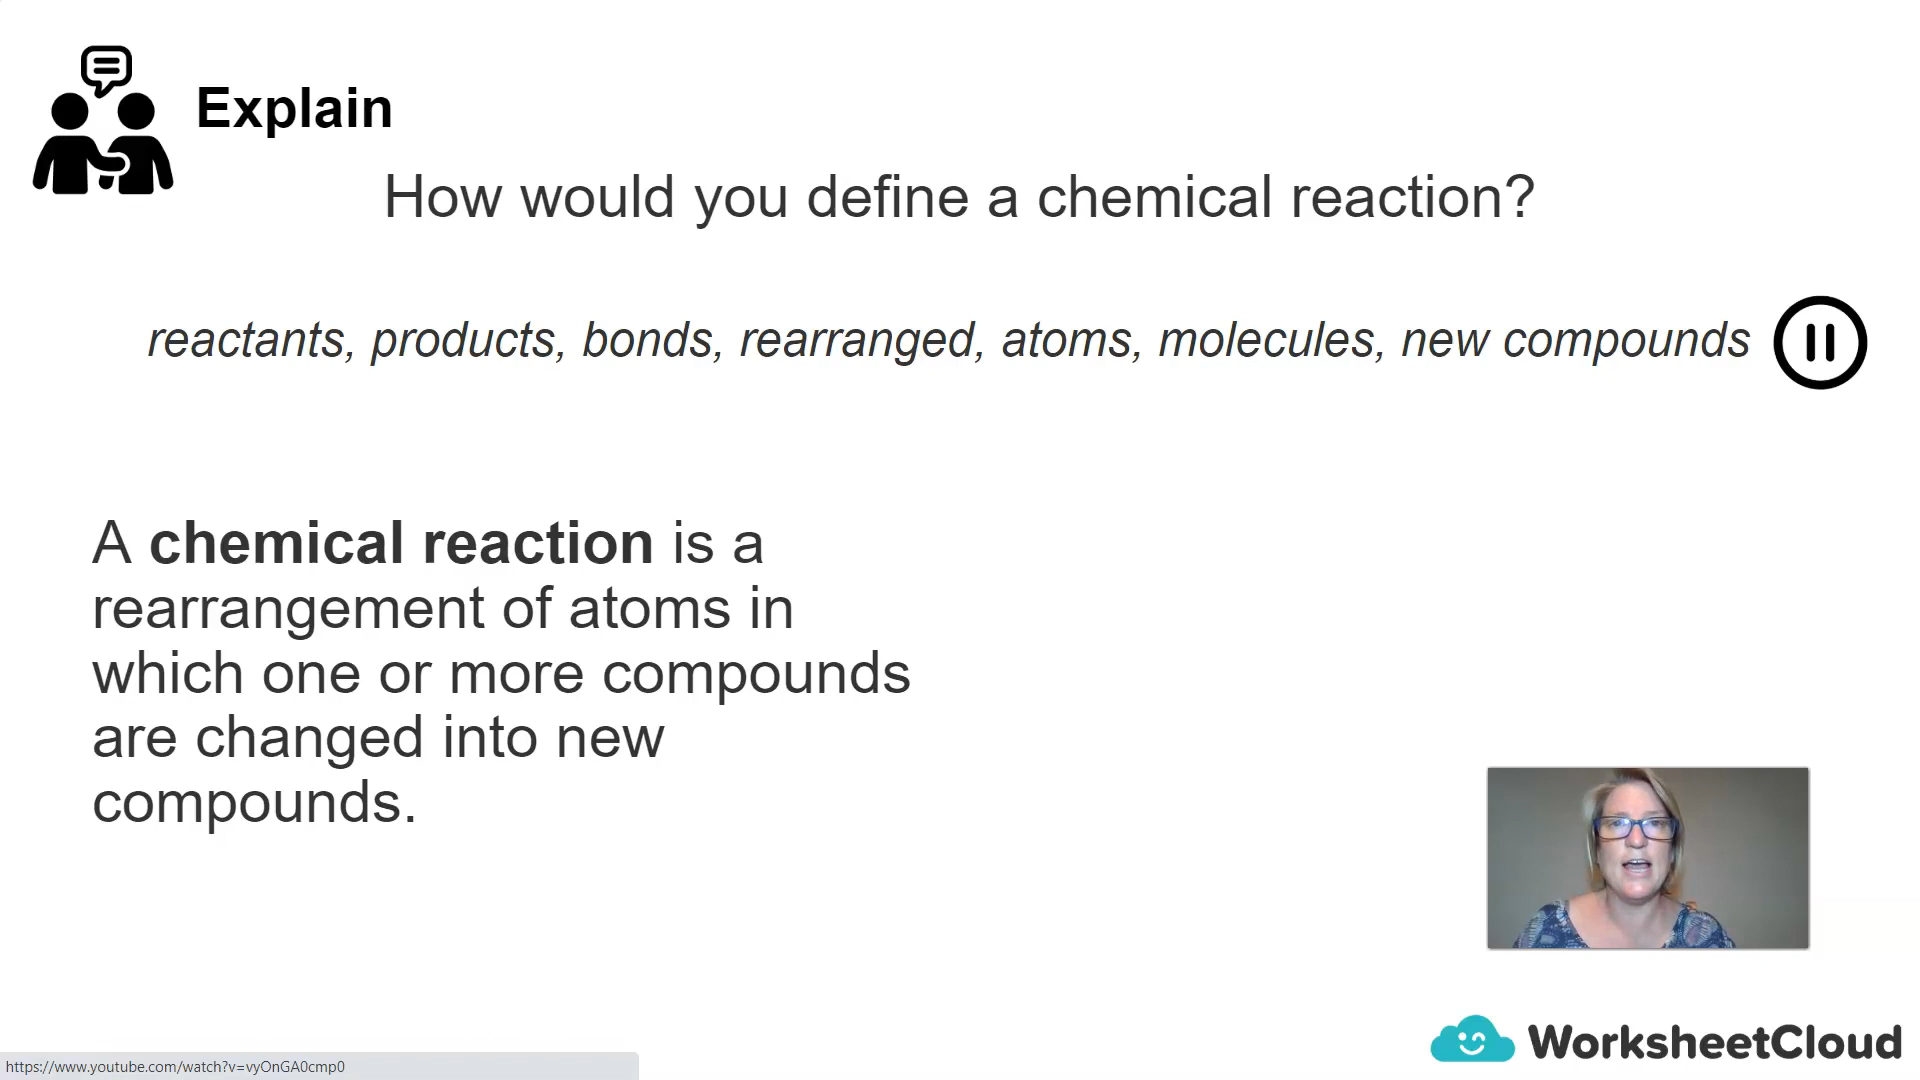 Explain
How would you define a chemical reaction?
reactants, products, bonds, rearranged, atoms, molecules, new compounds
A chemical reaction is a
rearrangement of atoms in
which one or more compounds
are changed into new
compounds.
WorksheetCloud
https://www.youtube.com/watch?v=vyOnGA0cmp0